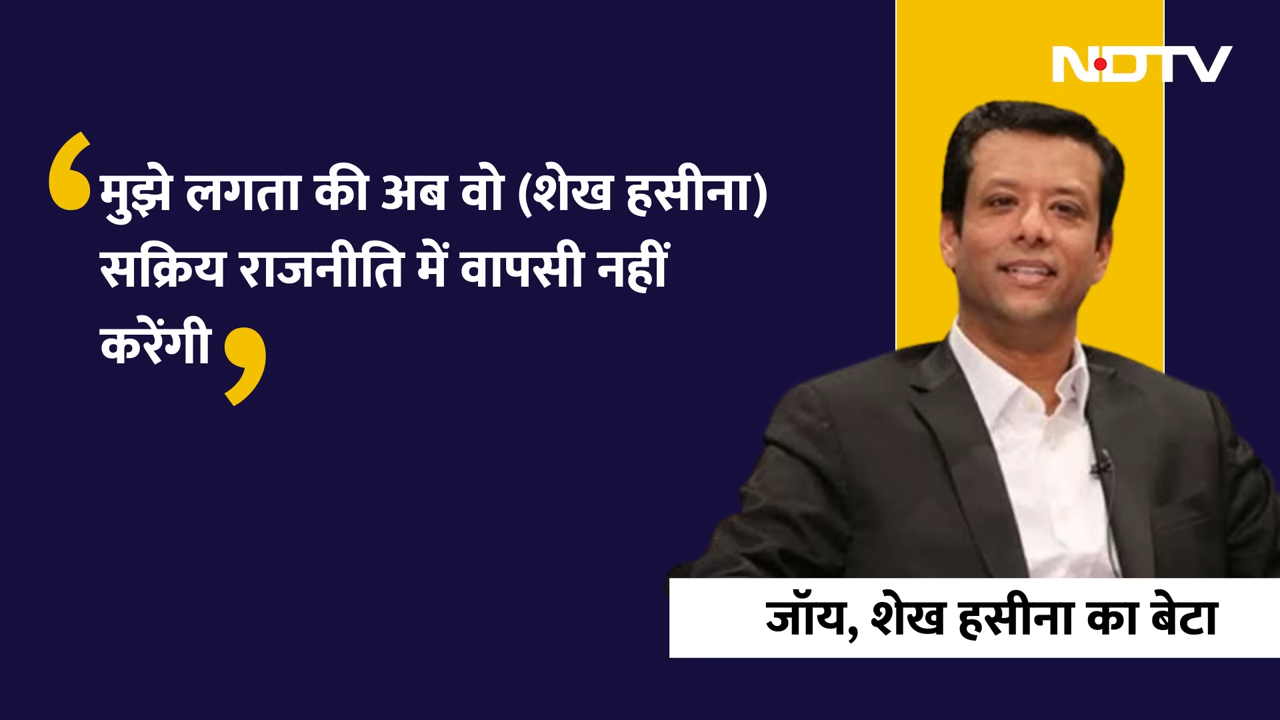 NDTV
‘मुझे लगता की अब वो (शेख हसीना)
सक्रिय राजनीति में वापसी नहीं
करेंगी’
जॉय, शेख हसीना का बेटा